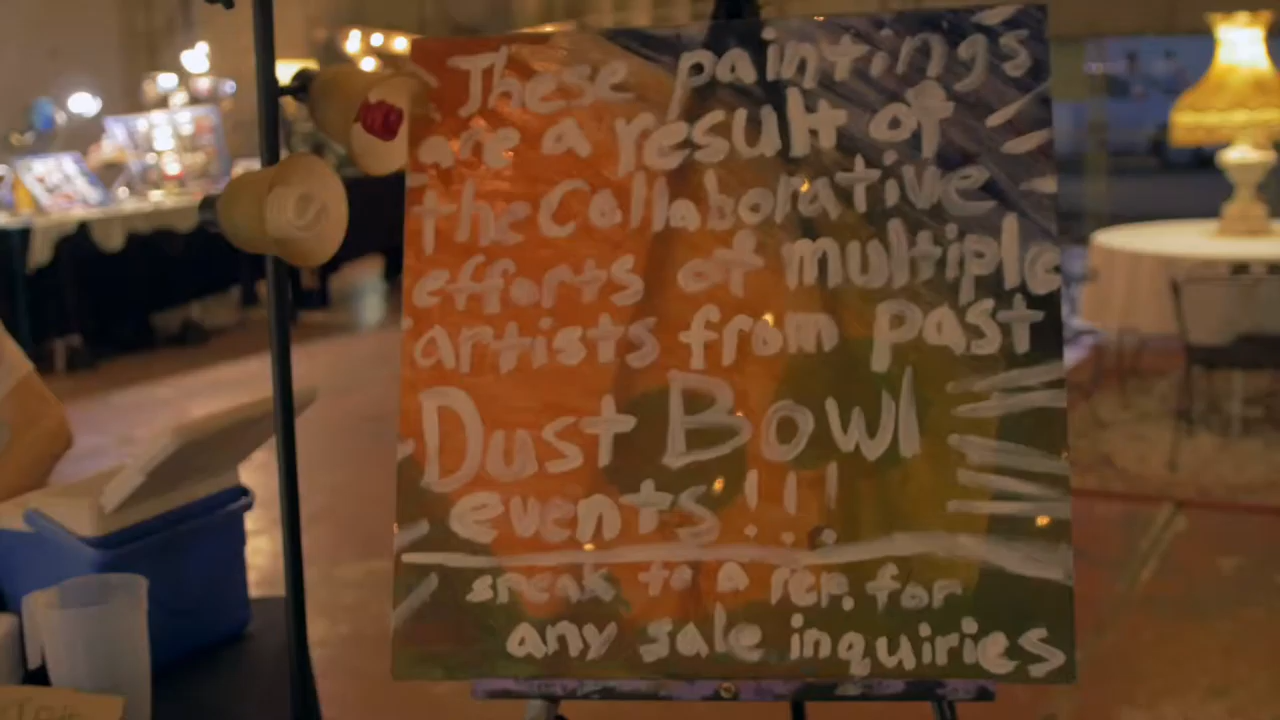 These paintings
are a result of
the Collaborative
efforts of multiple
artists from past
Dust Bowl
events!!!
speak to a rep. for
any sale inquiries